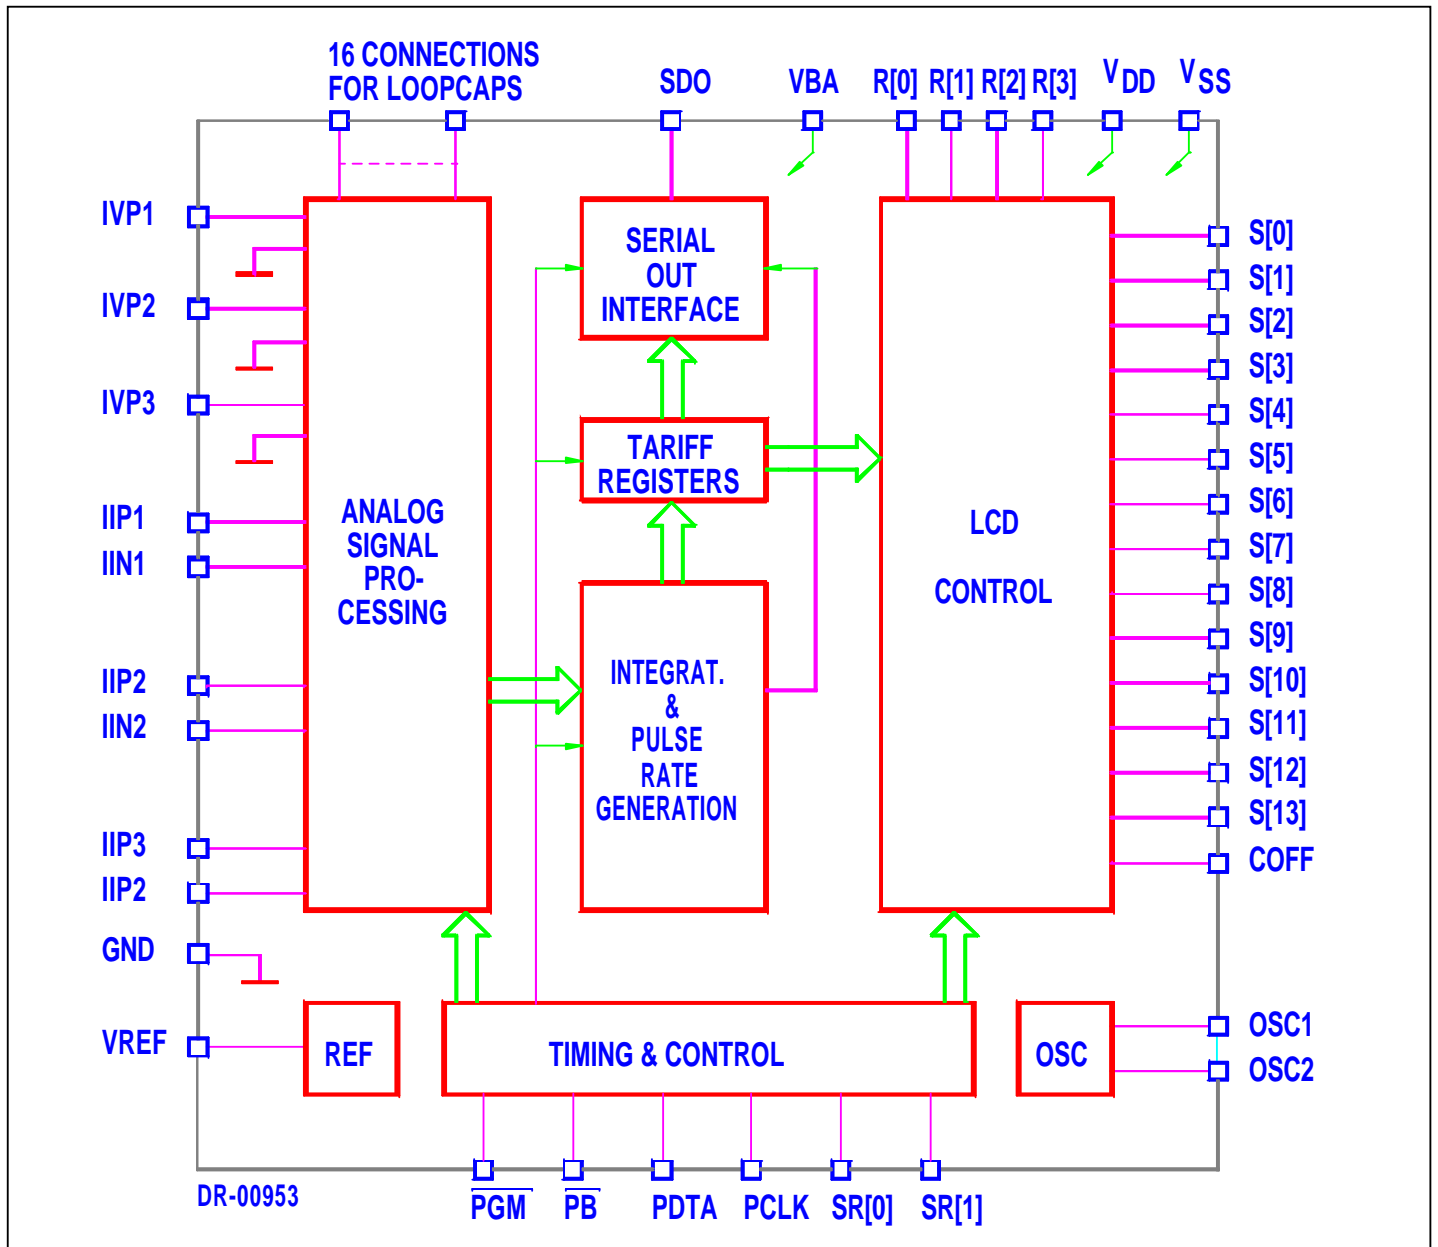 16 CONNECTIONS
FOR LOOPCAPS
SDO
VBA
R[0]
R[1]
R[2]
R[3]
VDD
VSS
IVP1
IVP2
IVP3
IIP1
IIN1
IIP2
IIN2
IIP3
IIP2
GND
VREF
ANALOG
SIGNAL
PRO-
CESSING
SERIAL
OUT
INTERFACE
TARIFF
REGISTERS
INTEGRAT.
&
PULSE
RATE
GENERATION
LCD
CONTROL
S[0]
S[1]
S[2]
S[3]
S[4]
S[5]
S[6]
S[7]
S[8]
S[9]
S[10]
S[11]
S[12]
S[13]
COFF
OSC1
OSC2
REF
TIMING & CONTROL
OSC
PGM
PB
PDTA
PCLK
SR[0]
SR[1]
DR-00953